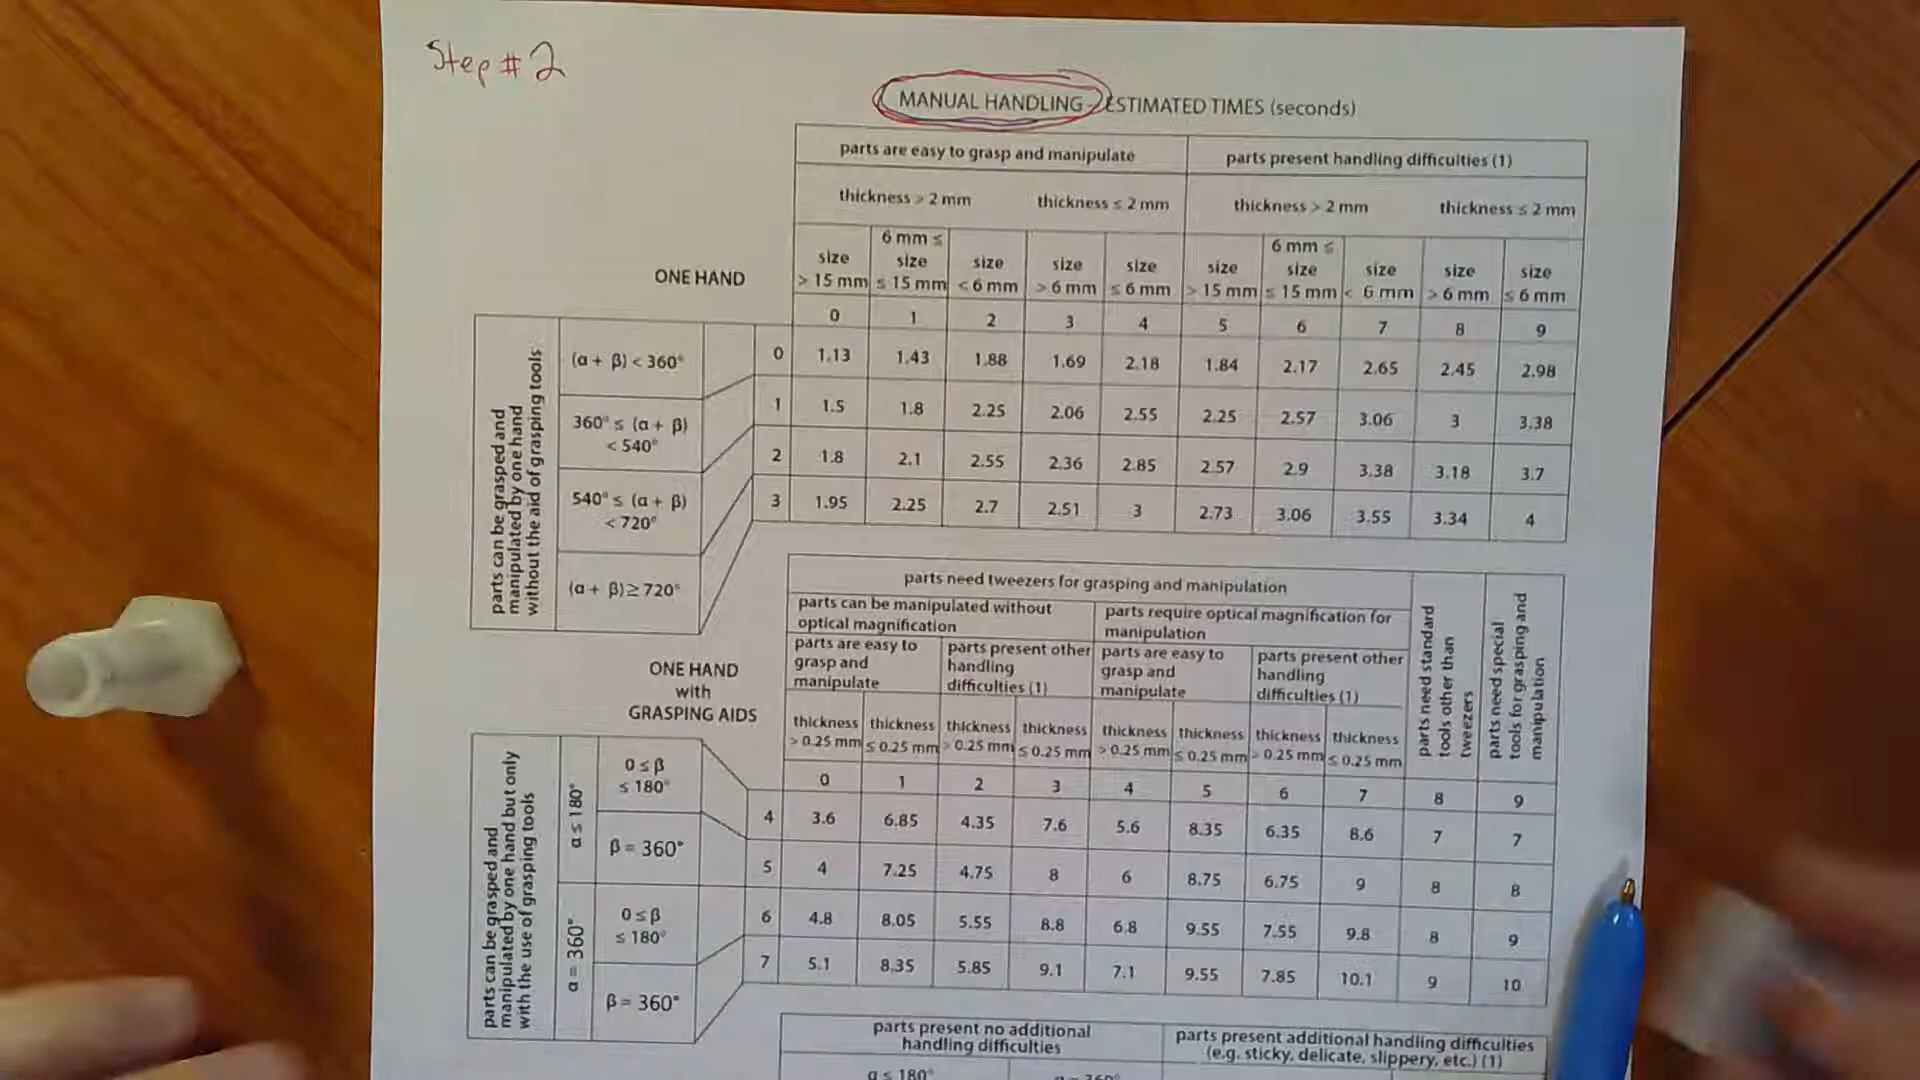 Step # 2
MANUAL HANDLING - ESTIMATED TIMES (seconds)
parts are easy to grasp and manipulate
parts present handling difficulties (1)
thickness > 2 mm
thickness ≤ 2 mm
thickness > 2 mm
thickness ≤ 2 mm
ONE HAND
size > 15 mm
6 mm ≤ size ≤ 15 mm
size < 6 mm
size > 6 mm
size ≤ 6 mm
size > 15 mm
6 mm ≤ size ≤ 15 mm
size < 6 mm
size > 6 mm
size ≤ 6 mm
0 1 2 3 4 5 6 7 8 9
parts can be grasped and
manipulated by one hand
without the aid of grasping tools
(α + β) < 360°
360° ≤ (α + β)
< 540°
540° ≤ (α + β)
< 720°
(α + β) ≥ 720°
0 1.13 1.43 1.88 1.69 2.18 1.84 2.17 2.65 2.45 2.98
1 1.5 1.8 2.25 2.06 2.55 2.25 2.57 3.06 3 3.38
2 1.8 2.1 2.55 2.36 2.85 2.57 2.9 3.38 3.18 3.7
3 1.95 2.25 2.7 2.51 3 2.73 3.06 3.55 3.34 4
parts need tweezers for grasping and manipulation
parts can be manipulated without
optical magnification
parts require optical magnification for
manipulation
parts are easy to
grasp and
manipulate
parts present other
handling
difficulties (1)
parts are easy to
grasp and
manipulate
parts present other
handling
difficulties (1)
parts need standard
tools other than
tweezers
parts need special
tools for grasping and
manipulation
ONE HAND
with
GRASPING AIDS
thickness > 0.25 mm
thickness ≤ 0.25 mm
thickness > 0.25 mm
thickness ≤ 0.25 mm
thickness > 0.25 mm
thickness ≤ 0.25 mm
thickness > 0.25 mm
thickness ≤ 0.25 mm
0 1 2 3 4 5 6 7 8 9
parts can be grasped and
manipulated by one hand but only
with the use of grasping tools
α ≤ 180°
0 ≤ β
≤ 180°
β = 360°
α = 360°
0 ≤ β
≤ 180°
β = 360°
4 3.6 6.85 4.35 7.6 5.6 8.35 6.35 8.6 7 7
5 4 7.25 4.75 8 6 8.75 6.75 9 8 8
6 4.8 8.05 5.55 8.8 6.8 9.55 7.55 9.8 8 9
7 5.1 8.35 5.85 9.1 7.1 9.55 7.85 10.1 9 10
parts present no additional
handling difficulties
parts present additional handling difficulties
(e.g. sticky, delicate, slippery, etc.) (1)
α ≤ 180°